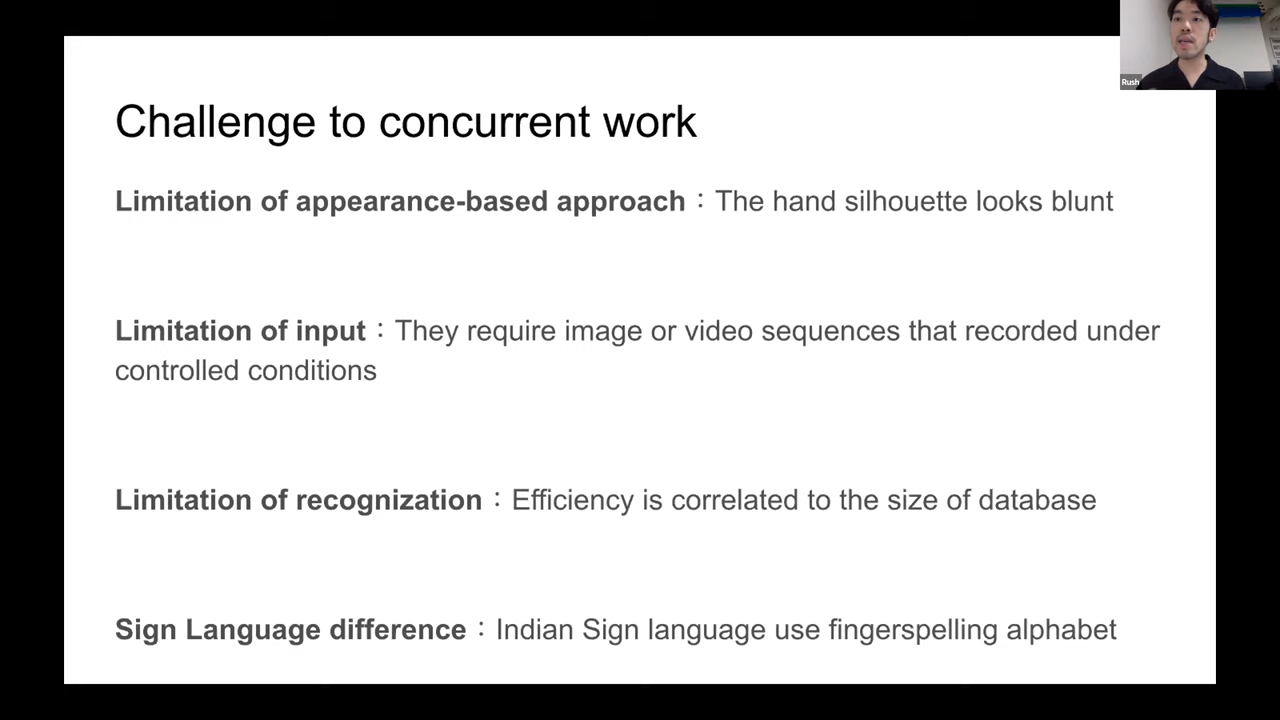 Rush
Challenge to concurrent work
Limitation of appearance-based approach：The hand silhouette looks blunt
Limitation of input：They require image or video sequences that recorded under
controlled conditions
Limitation of recognization：Efficiency is correlated to the size of database
Sign Language difference：Indian Sign language use fingerspelling alphabet